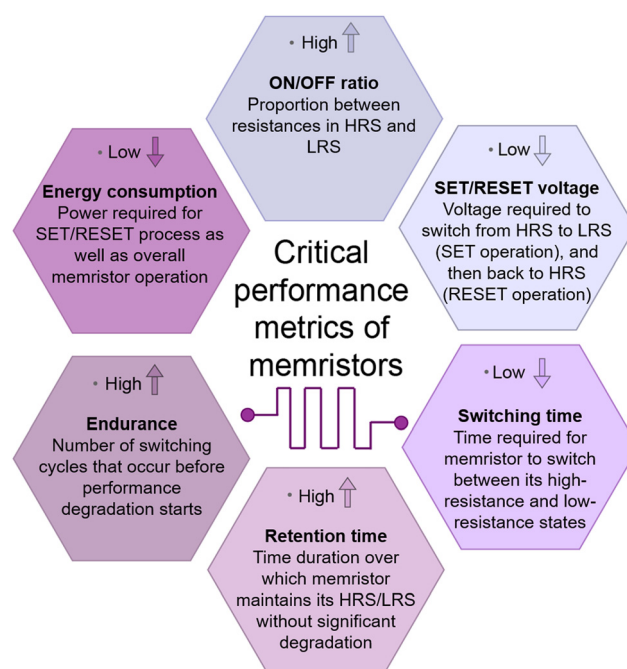 • High
ON/OFF ratio
Proportion between
resistances in HRS and
LRS
• Low
Energy consumption
Power required for
SET/RESET process as
well as overall
memristor operation
• Low
SET/RESET voltage
Voltage required to
switch from HRS to LRS
(SET operation), and
then back to HRS
(RESET operation)
Critical
performance
metrics of
memristors
• High
Endurance
Number of switching
cycles that occur before
performance
degradation starts
• Low
Switching time
Time required for
memristor to switch
between its high-
resistance and low-
resistance states
• High
Retention time
Time duration over
which memristor
maintains its HRS/LRS
without significant
degradation